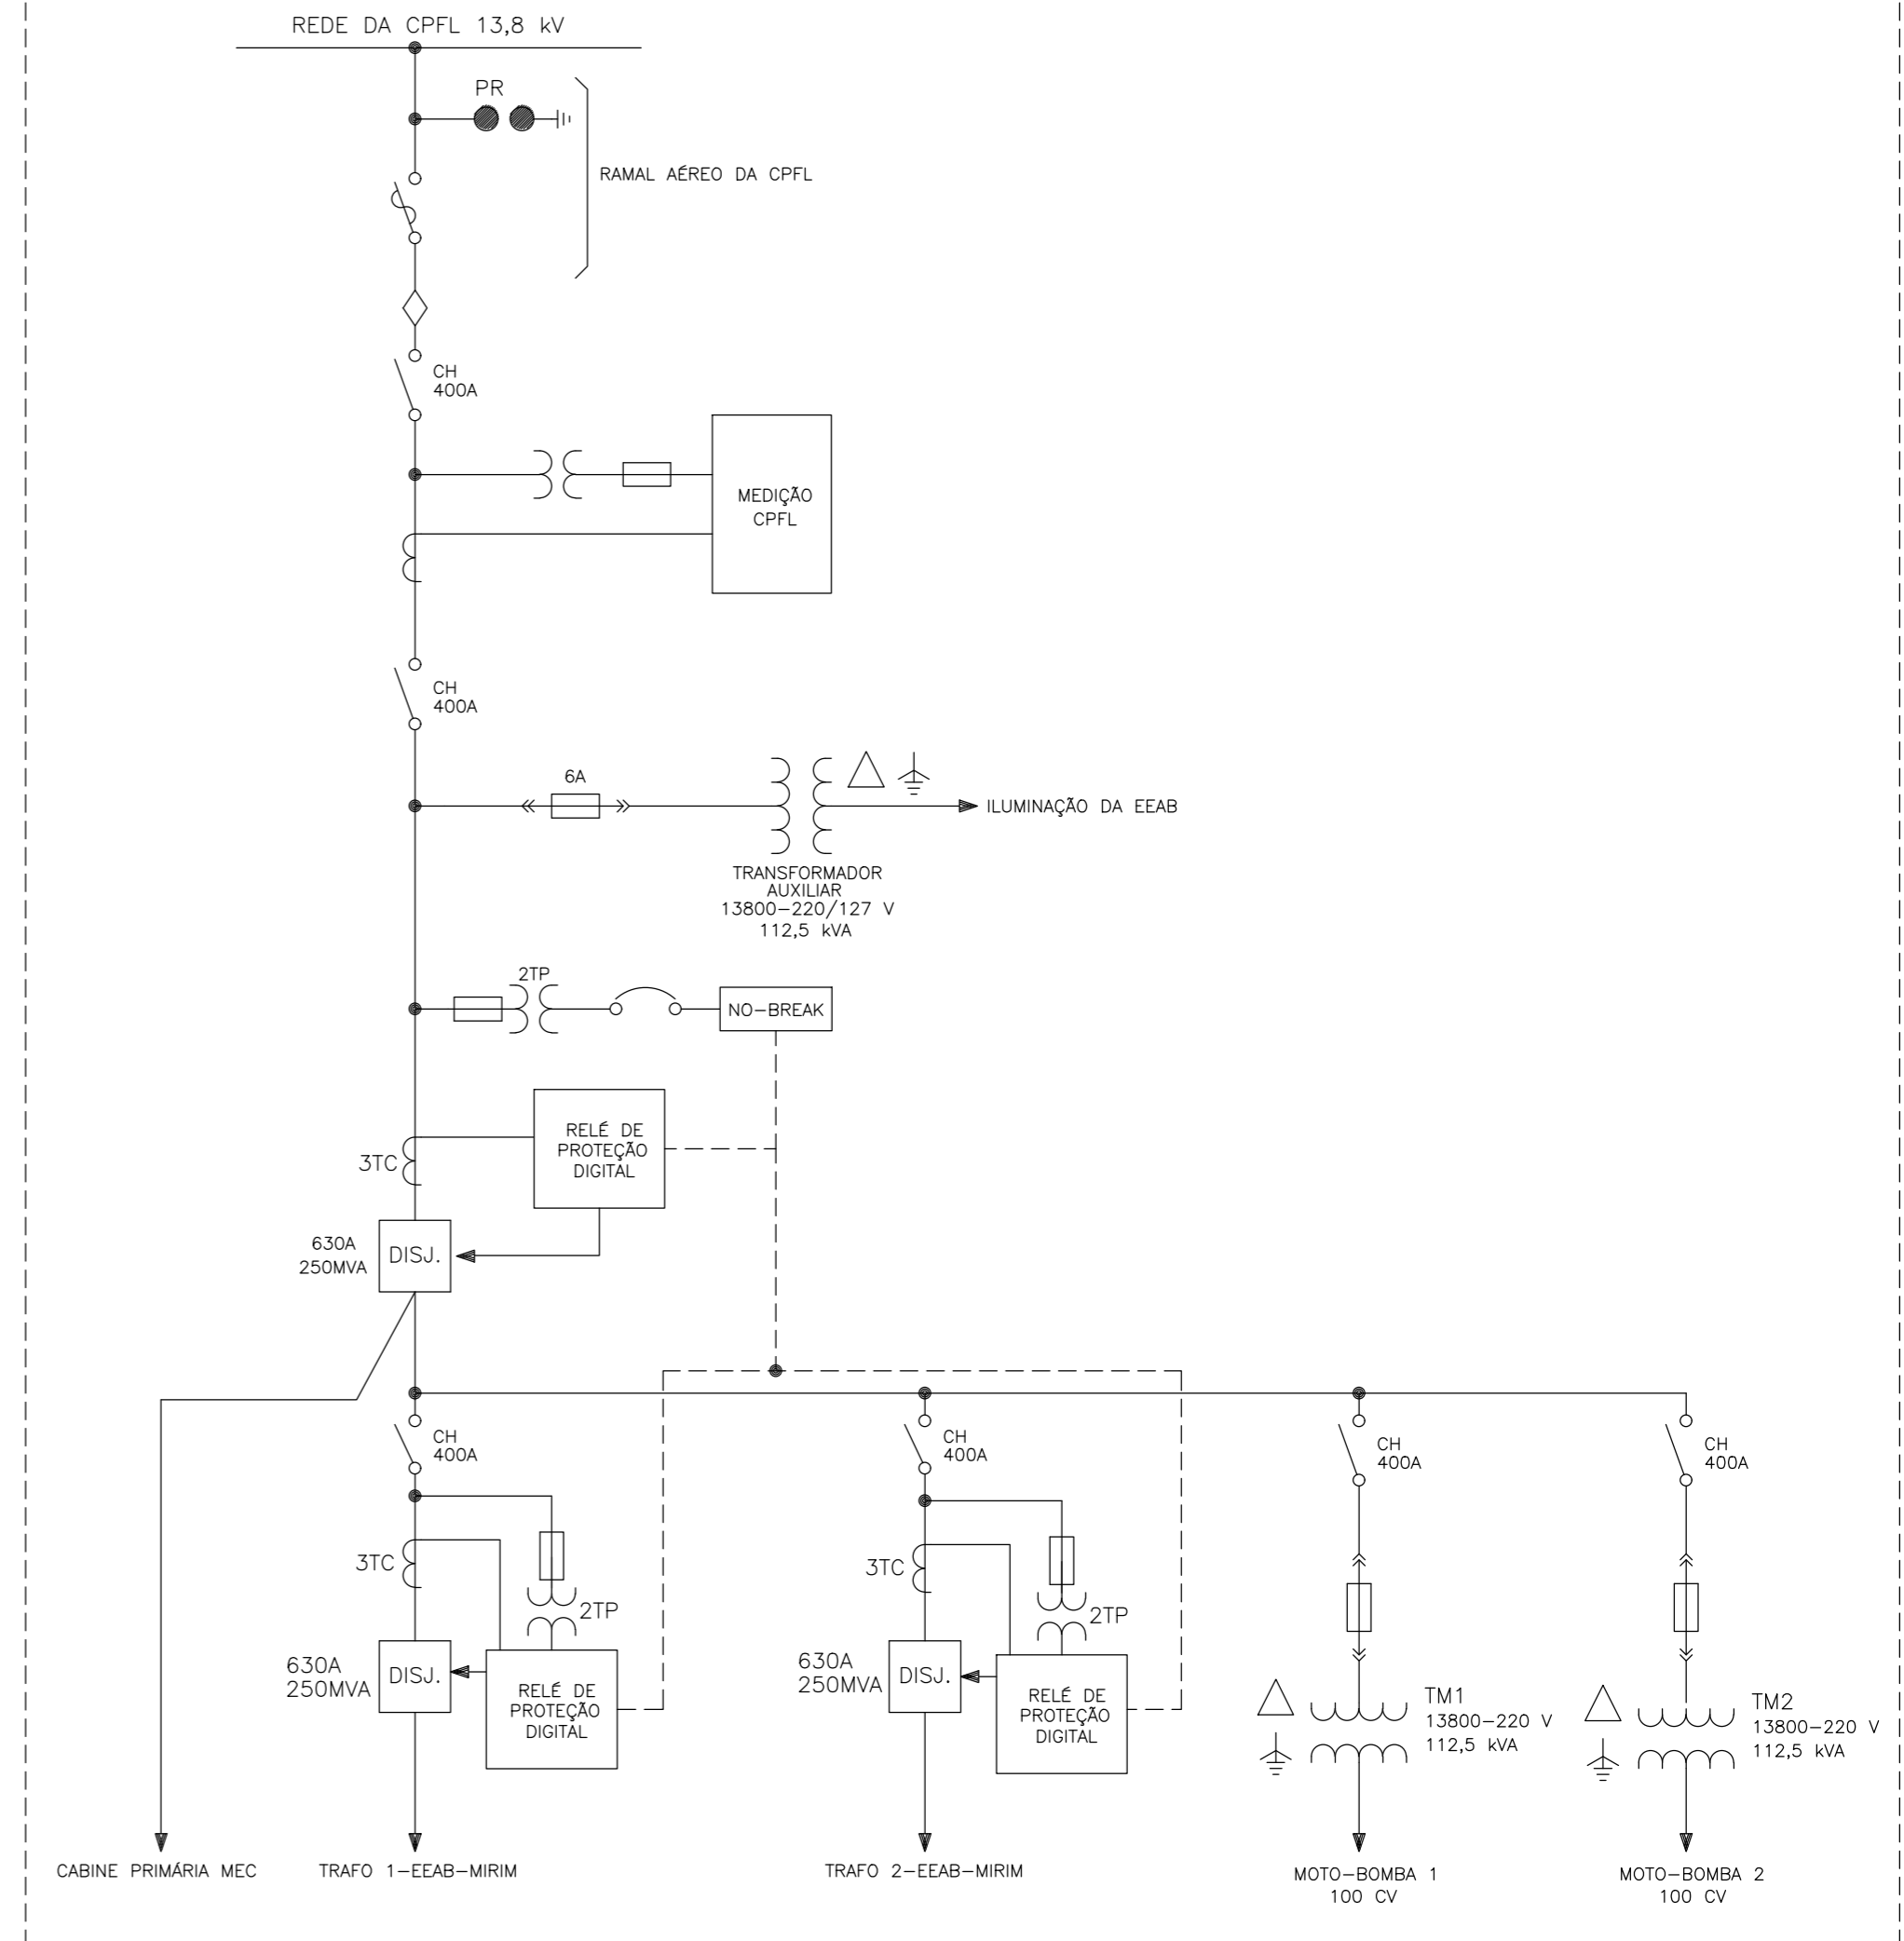 REDE DA CPFL 13,8 kV
PR
RAMAL AÉREO DA CPFL
CH
400A
MEDIÇÃO
CPFL
CH
400A
6A
ILUMINAÇÃO DA EEAB
TRANSFORMADOR
AUXILIAR
13800-220/127 V
112,5 kVA
2TP
NO-BREAK
RELÉ DE
PROTEÇÃO
DIGITAL
3TC
630A
250MVA
DISJ.
CH
400A
CH
400A
CH
400A
CH
400A
3TC
2TP
630A
250MVA
DISJ.
RELÉ DE
PROTEÇÃO
DIGITAL
3TC
2TP
630A
250MVA
DISJ.
RELÉ DE
PROTEÇÃO
DIGITAL
TM1
13800-220 V
112,5 kVA
TM2
13800-220 V
112,5 kVA
CABINE PRIMÁRIA MEC
TRAFO 1-EEAB-MIRIM
TRAFO 2-EEAB-MIRIM
MOTO-BOMBA 1
100 CV
MOTO-BOMBA 2
100 CV